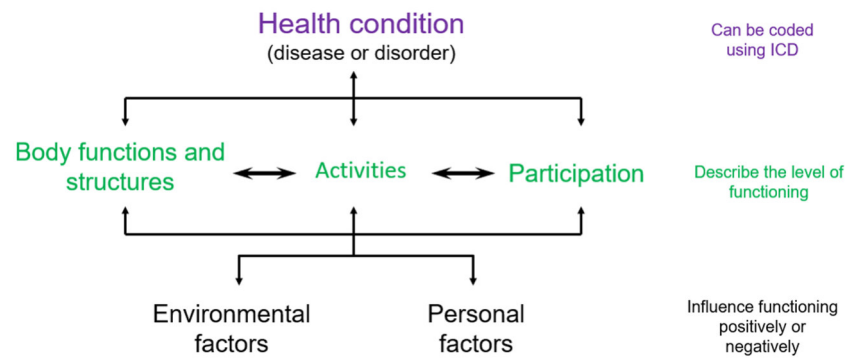 Health condition
(disease or disorder)
Can be coded
using ICD
Body functions and
structures
Activities
Participation
Describe the level of
functioning
Environmental
factors
Personal
factors
Influence functioning
positively or
negatively